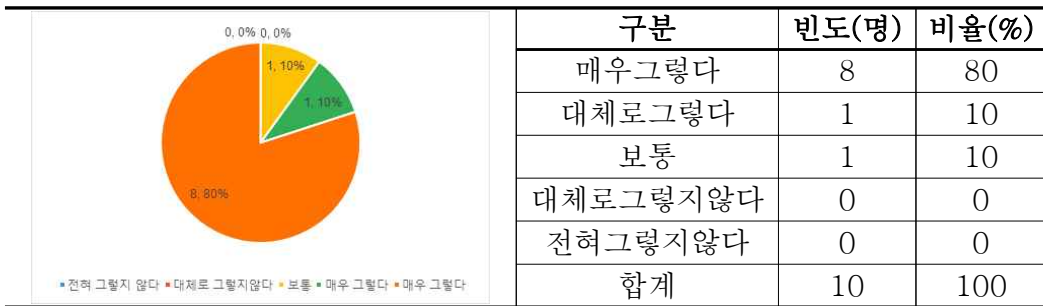 0, 0% 0, 0%
1, 10%
1, 10%
8, 80%
전혀 그렇지 않다 대체로 그렇지않다 보통 매우 그렇다 매우 그렇다
구분 빈도(명) 비율(%)
매우그렇다 8 80
대체로그렇다 1 10
보통 1 10
대체로그렇지않다 0 0
전혀그렇지않다 0 0
합계 10 100